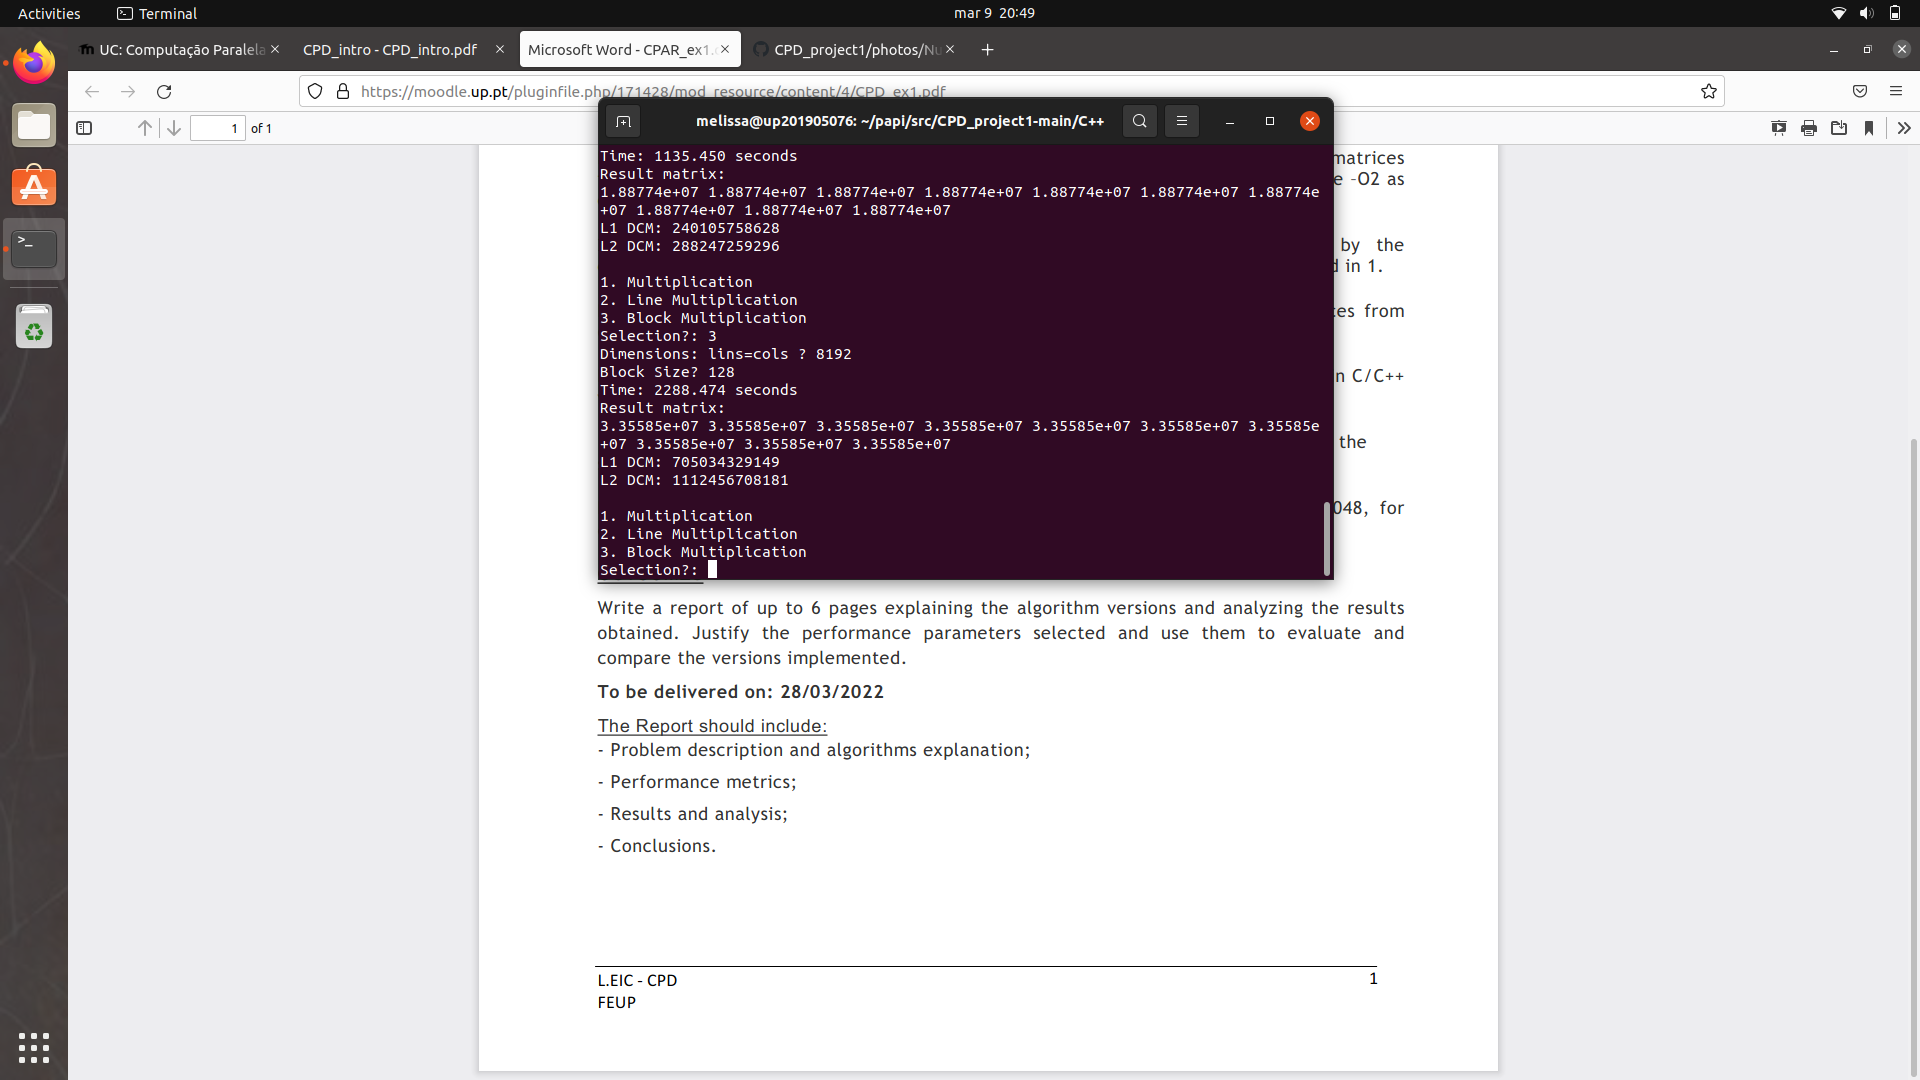 Activities
Terminal
mar 9 20:49
UC: Computação Paralela
CPD_intro - CPD_intro.pdf
Microsoft Word - CPAR_ex1.
CPD_project1/photos/Nu
https://moodle.up.pt/pluginfile.php/171428/mod_resource/content/4/CPD_ex1.pdf
1
of 1
melissa@up201905076: ~/papi/src/CPD_project1-main/C++
Time: 1135.450 seconds
Result matrix:
1.88774e+07 1.88774e+07 1.88774e+07 1.88774e+07 1.88774e+07 1.88774e+07 1.88774e
+07 1.88774e+07 1.88774e+07 1.88774e+07
L1 DCM: 240105758628
L2 DCM: 288247259296
1. Multiplication
2. Line Multiplication
3. Block Multiplication
Selection?: 3
Dimensions: lins=cols ? 8192
Block Size? 128
Time: 2288.474 seconds
Result matrix:
3.35585e+07 3.35585e+07 3.35585e+07 3.35585e+07 3.35585e+07 3.35585e+07 3.35585e
+07 3.35585e+07 3.35585e+07 3.35585e+07
L1 DCM: 705034329149
L2 DCM: 1112456708181
1. Multiplication
2. Line Multiplication
3. Block Multiplication
Selection?:
matrices
e -O2 as
by the
d in 1.
ces from
n C/C++
the
048, for
Write a report of up to 6 pages explaining the algorithm versions and analyzing the results
obtained. Justify the performance parameters selected and use them to evaluate and
compare the versions implemented.
To be delivered on: 28/03/2022
The Report should include:
- Problem description and algorithms explanation;
- Performance metrics;
- Results and analysis;
- Conclusions.
L.EIC - CPD
1
FEUP